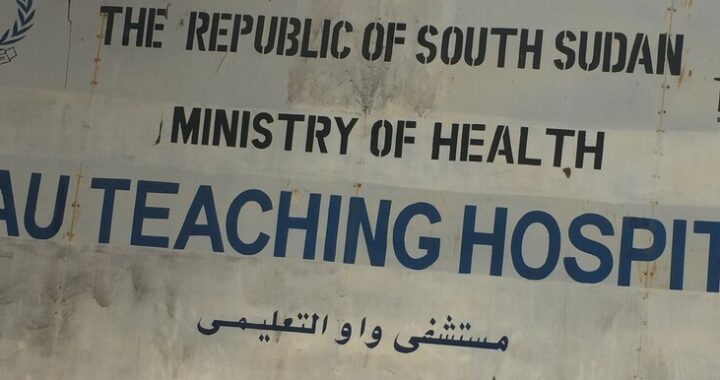 THE REPUBLIC OF SOUTH SUDAN
MINISTRY OF HEALTH
AU TEACHING HOSPIT
مستشفى واو التعليمى